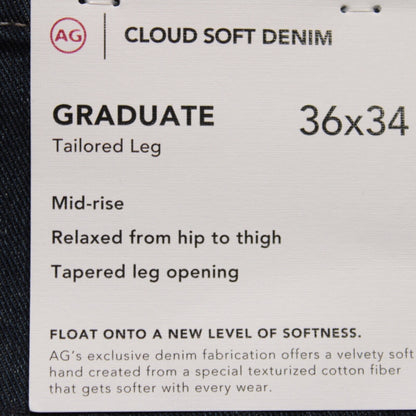 AG | CLOUD SOFT DENIM
GRADUATE 36x34
Tailored Leg
Mid-rise
Relaxed from hip to thigh
Tapered leg opening
FLOAT ONTO A NEW LEVEL OF SOFTNESS.
AG's exclusive denim fabrication offers a velvety soft
hand created from a special texturized cotton fiber
that gets softer with every wear.